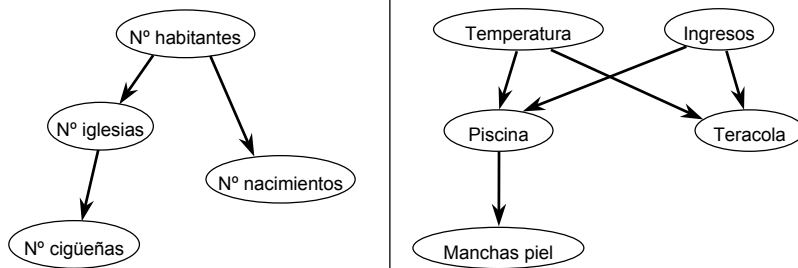 Nº habitantes
Nº iglesias
Nº nacimientos
Nº cigüeñas
Temperatura
Ingresos
Piscina
Teracola
Manchas piel